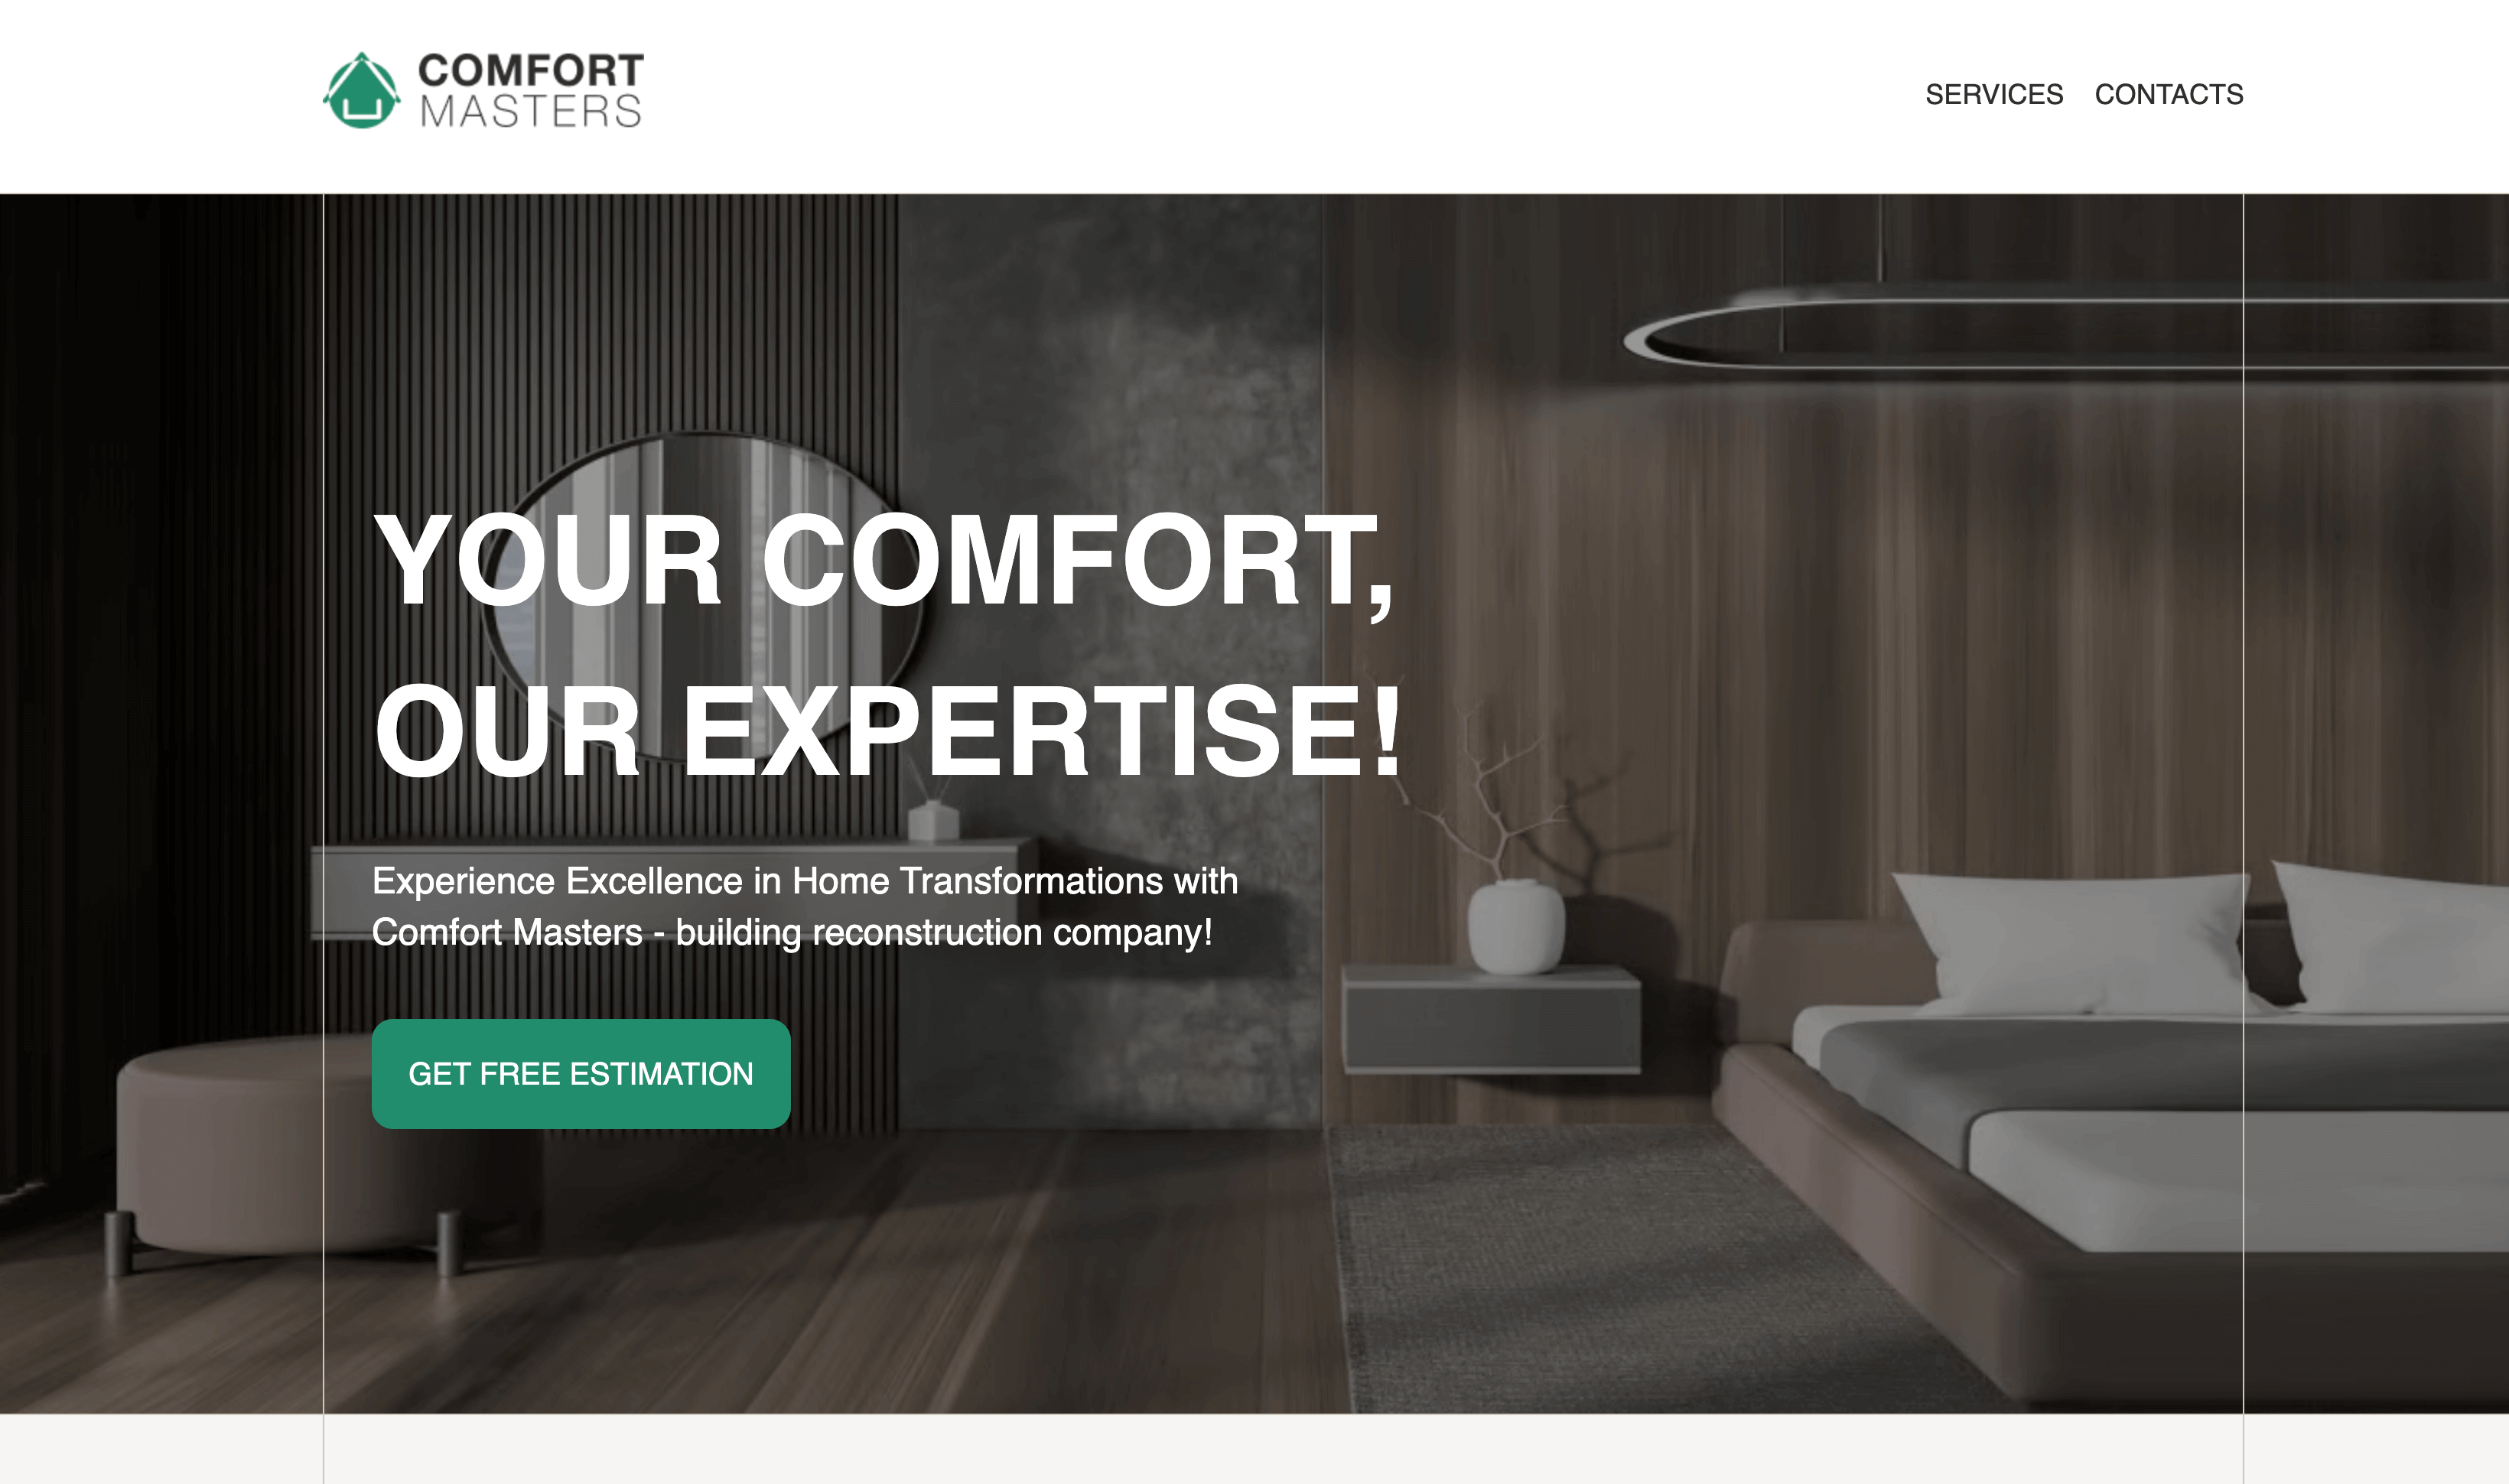 COMFORT
MASTERS
SERVICES CONTACTS
YOUR COMFORT,
OUR EXPERTISE!
Experience Excellence in Home Transformations with
Comfort Masters - building reconstruction company!
GET FREE ESTIMATION